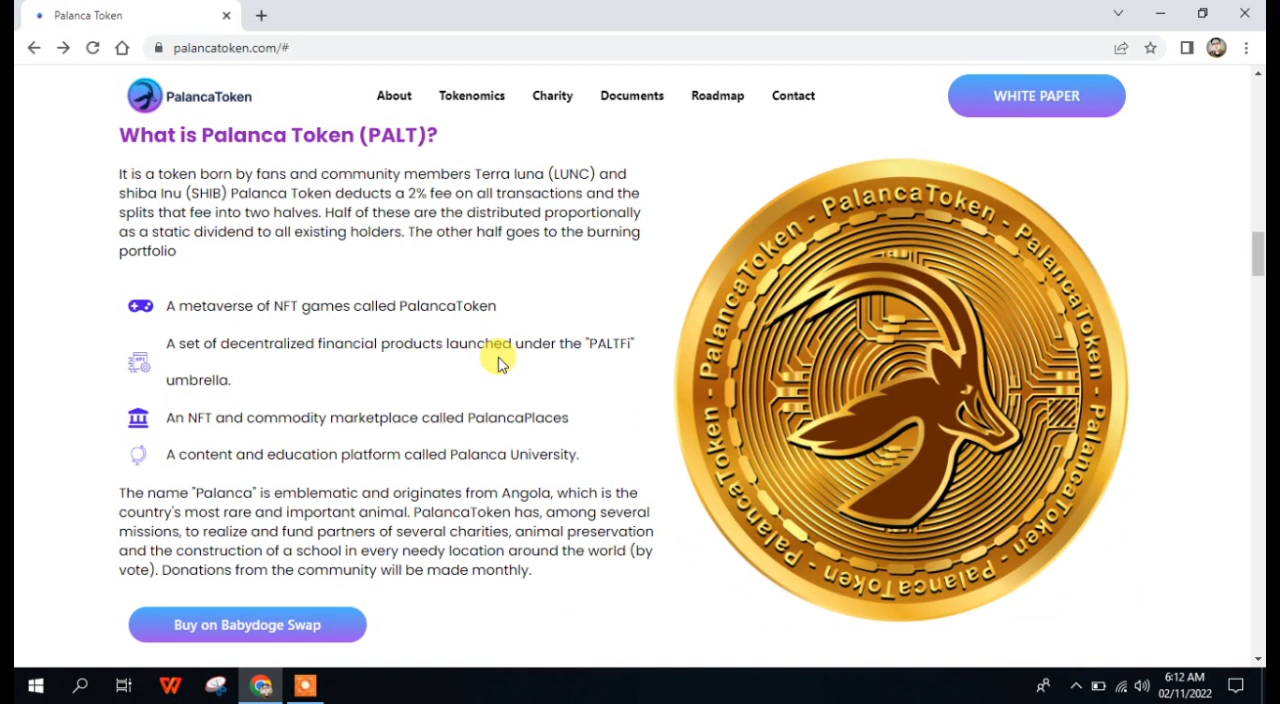 Palanca Token
palancatoken.com/#
PalancaToken
About
Tokenomics
Charity
Documents
Roadmap
Contact
WHITE PAPER
What is Palanca Token (PALT)?
It is a token born by fans and community members Terra luna (LUNC) and
shiba Inu (SHIB) Palanca Token deducts a 2% fee on all transactions and the
splits that fee into two halves. Half of these are the distributed proportionally
as a static dividend to all existing holders. The other half goes to the burning
portfolio
A metaverse of NFT games called PalancaToken
A set of decentralized financial products launched under the "PALTFi"
umbrella.
An NFT and commodity marketplace called PalancaPlaces
A content and education platform called Palanca University.
The name "Palanca" is emblematic and originates from Angola, which is the
country's most rare and important animal. PalancaToken has, among several
missions, to realize and fund partners of several charities, animal preservation
and the construction of a school in every needy location around the world (by
vote). Donations from the community will be made monthly.
Buy on Babydoge Swap
PalancaToken - PalancaToken - PalancaToken - PalancaToken - PalancaToken - PalancaToken -
6:12 AM
02/11/2022